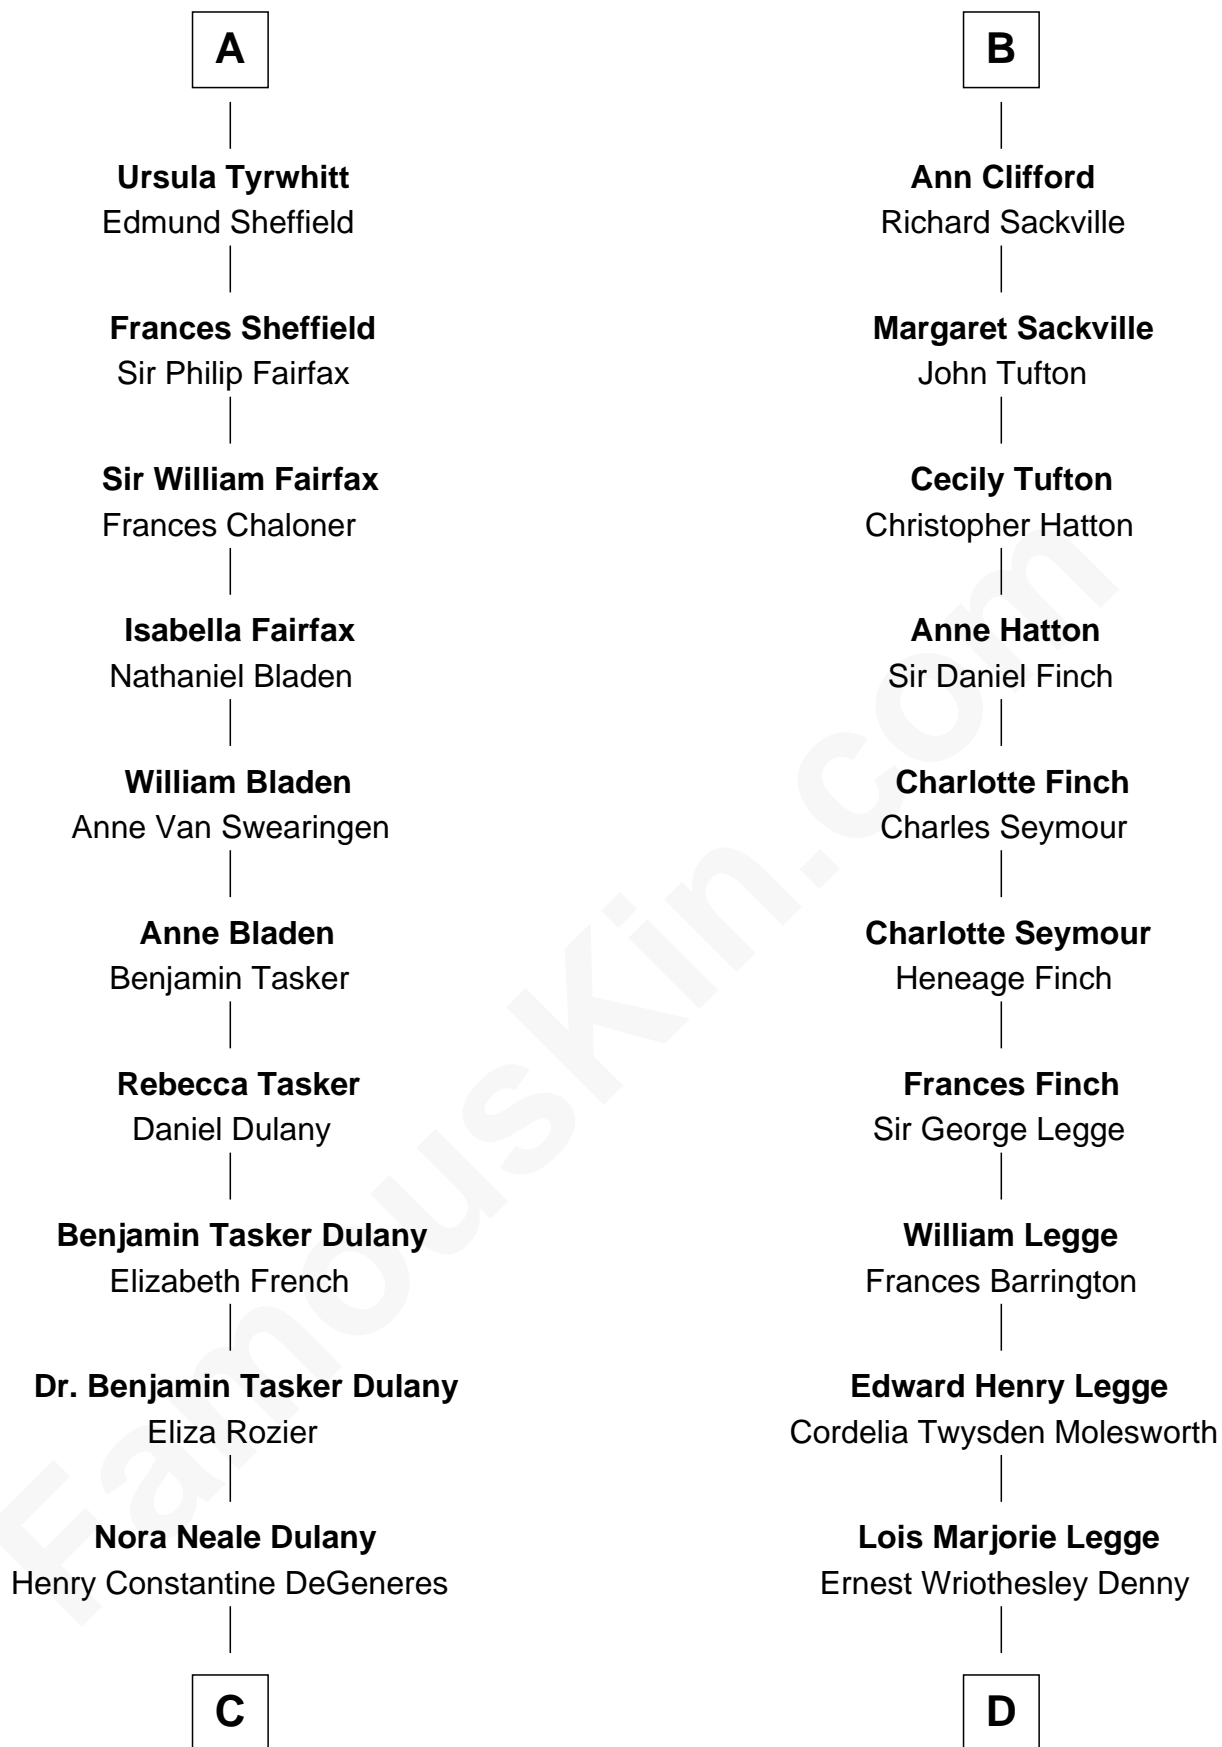 A
Ursula Tyrwhitt
Edmund Sheffield
Frances Sheffield
Sir Philip Fairfax
Sir William Fairfax
Frances Chaloner
Isabella Fairfax
Nathaniel Bladen
William Bladen
Anne Van Swearingen
Anne Bladen
Benjamin Tasker
Rebecca Tasker
Daniel Dulany
Benjamin Tasker Dulany
Elizabeth French
Dr. Benjamin Tasker Dulany
Eliza Rozier
Nora Neale Dulany
Henry Constantine DeGeneres
C
B
Ann Clifford
Richard Sackville
Margaret Sackville
John Tufton
Cecily Tufton
Christopher Hatton
Anne Hatton
Sir Daniel Finch
Charlotte Finch
Charles Seymour
Charlotte Seymour
Heneage Finch
Frances Finch
Sir George Legge
William Legge
Frances Barrington
Edward Henry Legge
Cordelia Twysden Molesworth
Lois Marjorie Legge
Ernest Wriothesley Denny
D
FamousKin.com